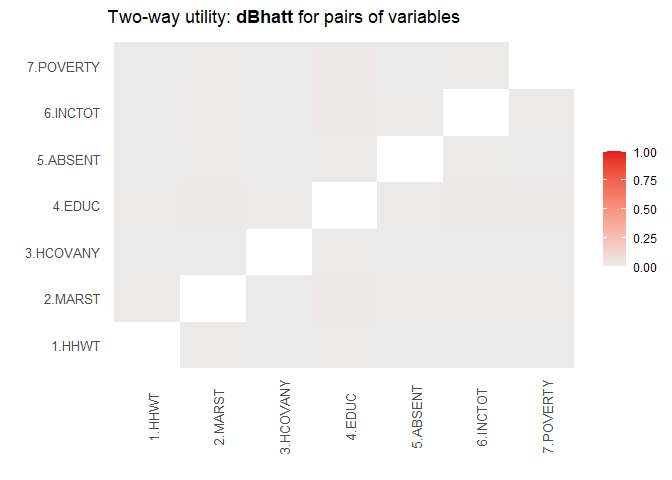 Two-way utility: dBhatt for pairs of variables
7.POVERTY
6.INCTOT
5.ABSENT
4.EDUC
3.HCOVANY
2.MARST
1.HHWT
1.HHWT
2.MARST
3.HCOVANY
4.EDUC
5.ABSENT
6.INCTOT
7.POVERTY
1.00
0.75
0.50
0.25
0.00